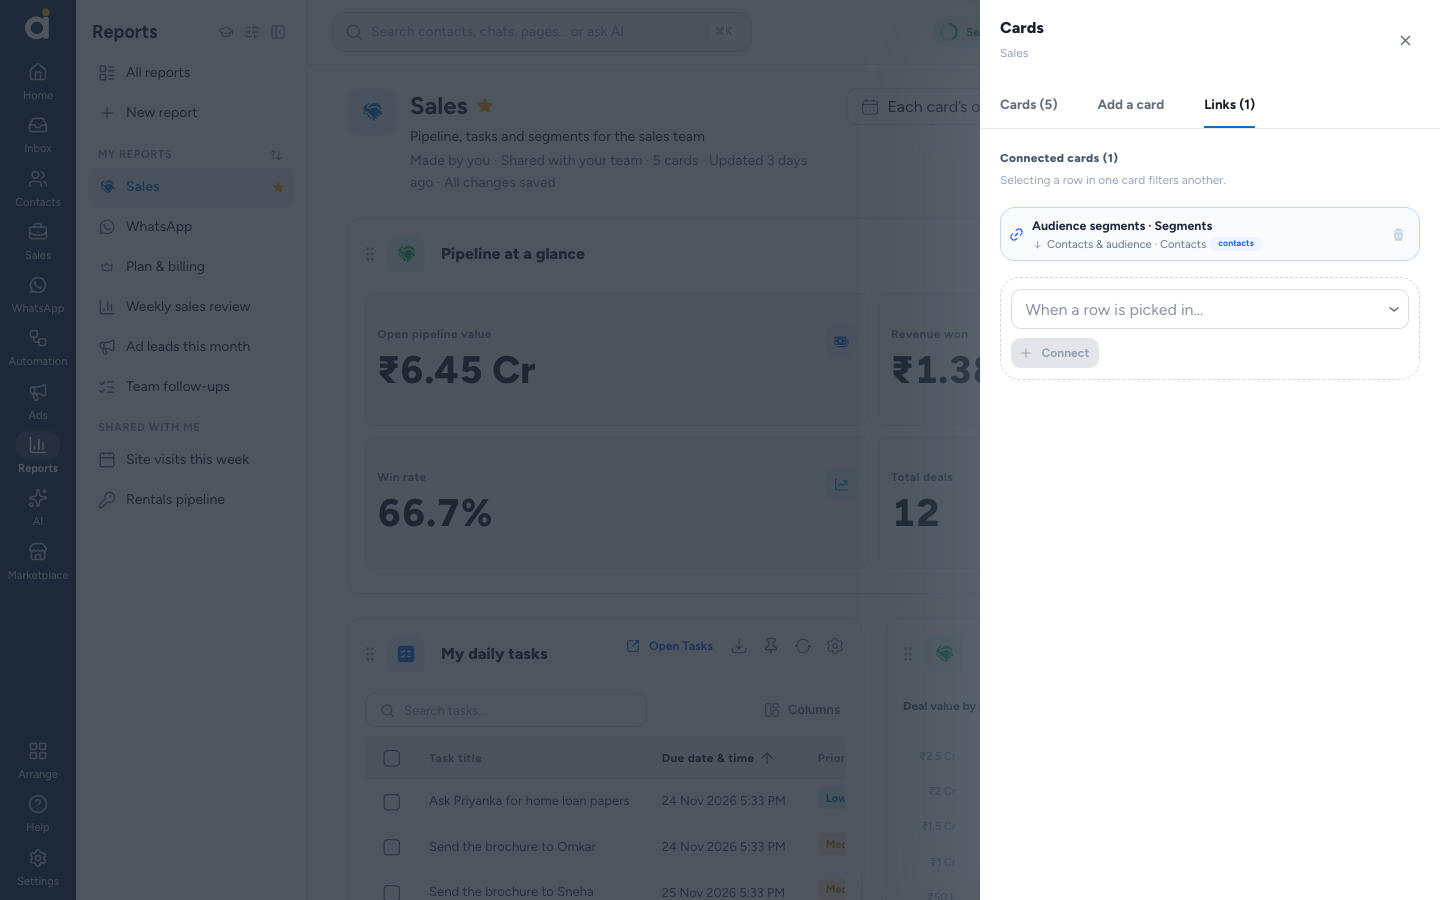 Home
Inbox
Contacts
Sales
WhatsApp
Automation
Ads
Reports
AI
Marketplace
Arrange
Help
Settings
Reports
All reports
New report
MY REPORTS
Sales
WhatsApp
Plan & billing
Weekly sales review
Ad leads this month
Team follow-ups
SHARED WITH ME
Site visits this week
Rentals pipeline
Search contacts, chats, pages... or ask AI
⌘K
Sales
Each card's o
Pipeline, tasks and segments for the sales team
Made by you · Shared with your team · 5 cards · Updated 3 days
ago · All changes saved
Pipeline at a glance
Open pipeline value
₹6.45 Cr
Revenue won
₹1.38
Win rate
66.7%
Total deals
12
My daily tasks
Open Tasks
Search tasks...
Columns
Task title
Due date & time
Prior
Ask Priyanka for home loan papers
24 Nov 2026 5:33 PM
Low
Send the brochure to Omkar
24 Nov 2026 5:33 PM
Med
Send the brochure to Sneha
25 Nov 2026 5:33 PM
Med
Deal value by
₹2.5 Cr
₹2 Cr
₹1.5 Cr
₹1 Cr
₹50 L
Cards
Sales
Cards (5)
Add a card
Links (1)
Connected cards (1)
Selecting a row in one card filters another.
Audience segments · Segments
↓ Contacts & audience · Contacts contacts
When a row is picked in...
Connect